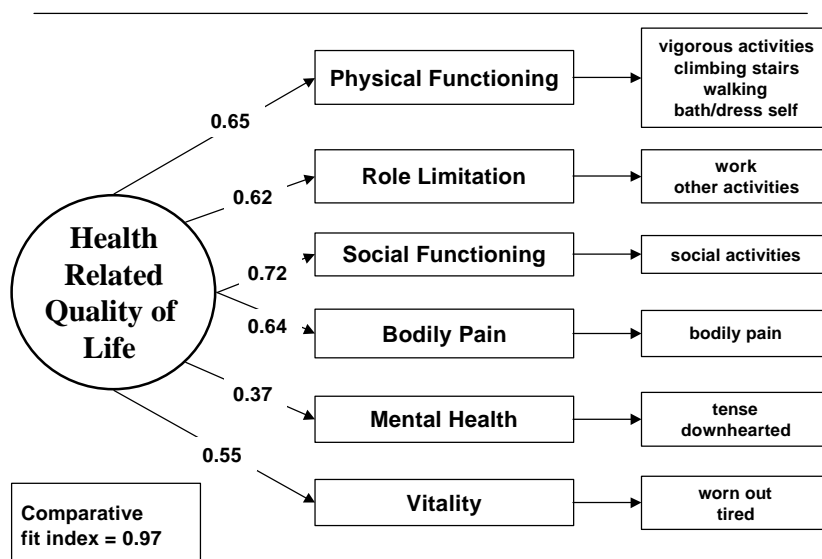 Health
Related
Quality of
Life
0.65
Physical Functioning
vigorous activities
climbing stairs
walking
bath/dress self
0.62
Role Limitation
work
other activities
0.72
Social Functioning
social activities
0.64
Bodily Pain
bodily pain
0.37
Mental Health
tense
downhearted
0.55
Vitality
worn out
tired
Comparative
fit index = 0.97